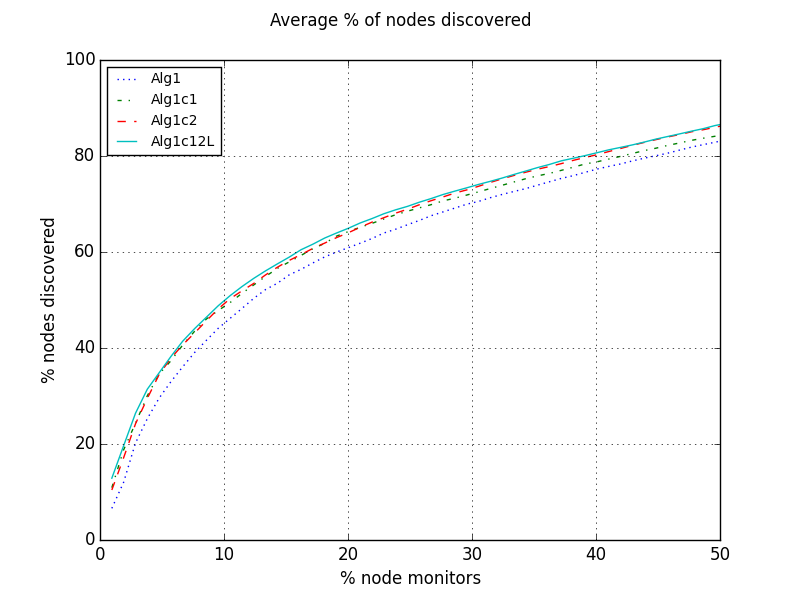 Average % of nodes discovered
100
80
60
40
20
0
% nodes discovered
Alg1
Alg1c1
Alg1c2
Alg1c12L
0 10 20 30 40 50
% node monitors